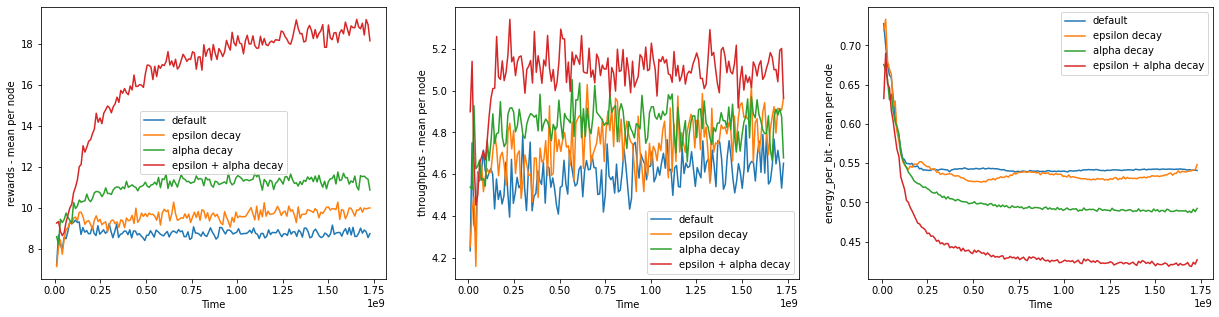 rewards - mean per node
18
16
14
12
10
8
default
epsilon decay
alpha decay
epsilon + alpha decay
0.00 0.25 0.50 0.75 1.00 1.25 1.50 1.75
Time
1e9
throughputs - mean per node
5.2
5.0
4.8
4.6
4.4
4.2
default
epsilon decay
alpha decay
epsilon + alpha decay
0.00 0.25 0.50 0.75 1.00 1.25 1.50 1.75
Time
1e9
energy_per_bit - mean per node
0.70
0.65
0.60
0.55
0.50
0.45
default
epsilon decay
alpha decay
epsilon + alpha decay
0.00 0.25 0.50 0.75 1.00 1.25 1.50 1.75
Time
1e9